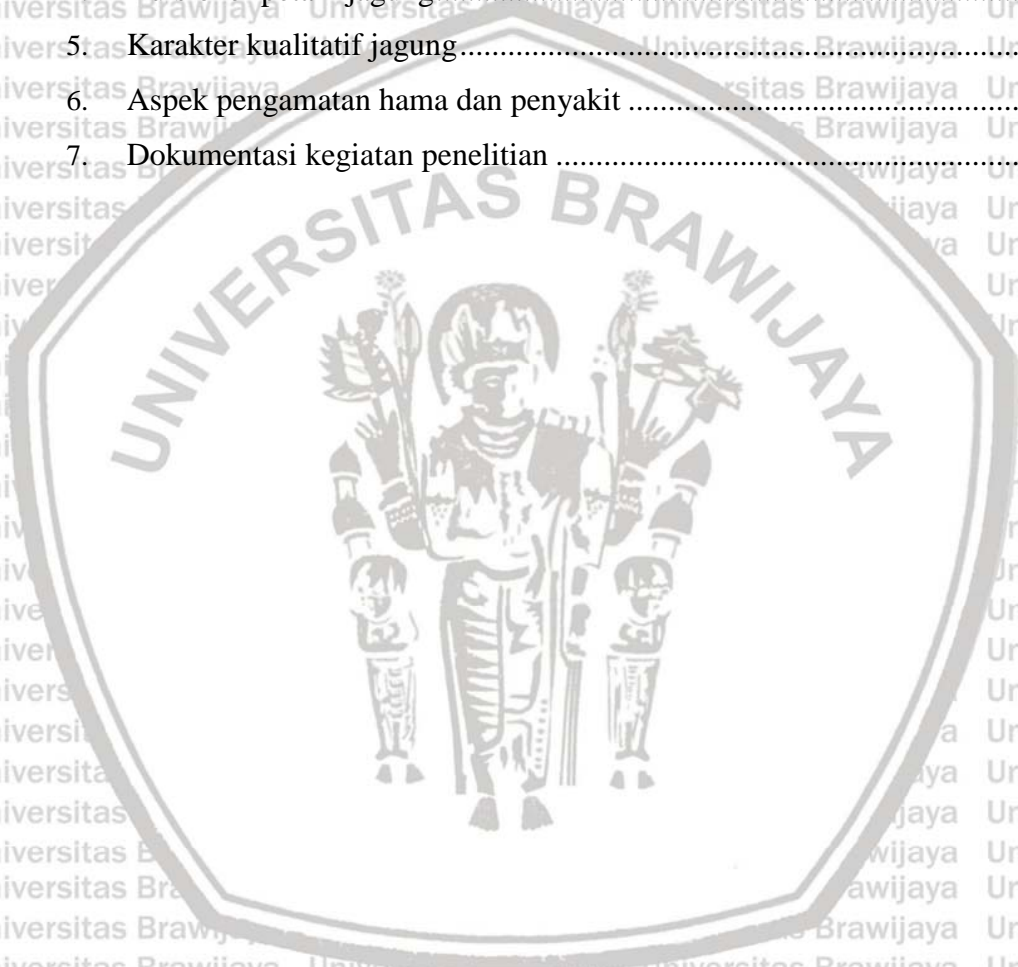 5. Karakter kualitatif jagung
6. Aspek pengamatan hama dan penyakit
7. Dokumentasi kegiatan penelitian
UNIVERSITAS BRAWIJAYA